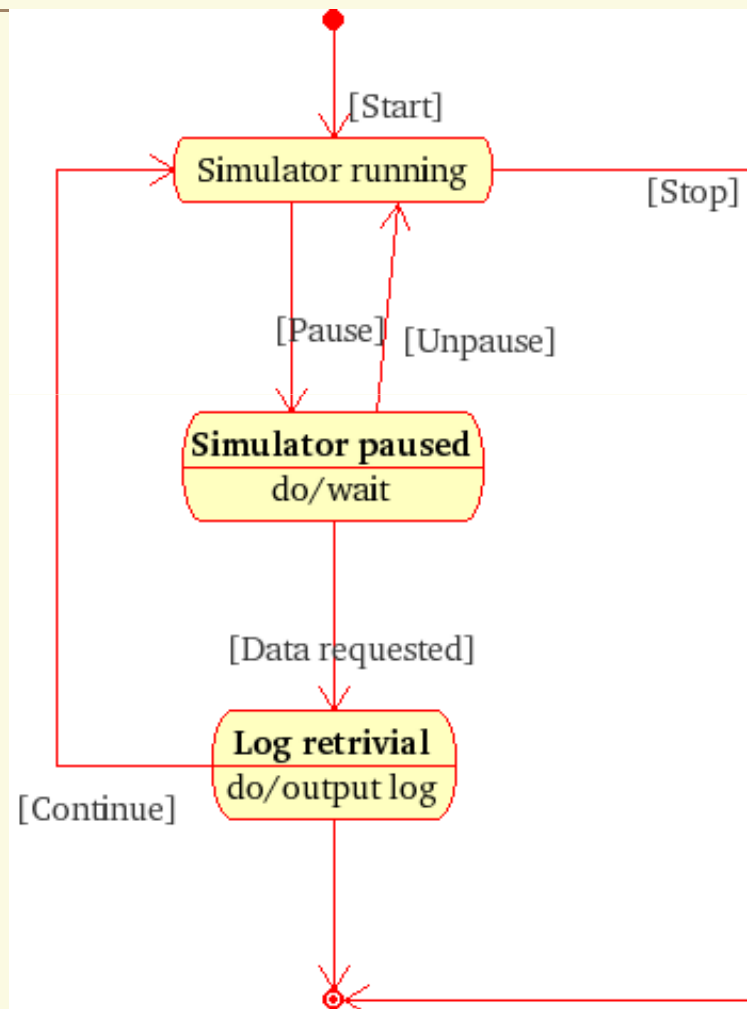 [Start]
Simulator running
[Stop]
[Pause]
[Unpause]
Simulator paused
do/wait
[Data requested]
Log retrivial
do/output log
[Continue]